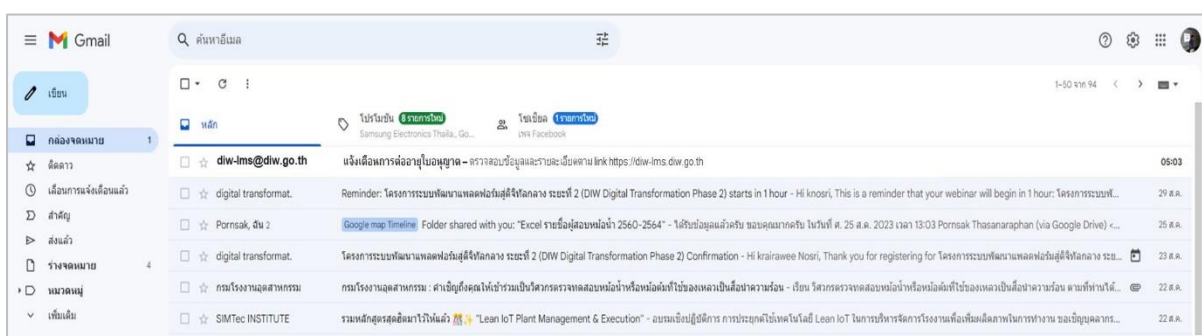 Gmail
ค้นหาอีเมล
เขียน
1-50 จาก 94
หลัก
โปรโมชัน 8 รายการใหม่
Samsung Electronics Thaila., Go...
โซเชียล 1 รายการใหม่
เพจ Facebook
กล่องจดหมาย 1
ติดดาว
เลื่อนการแจ้งเตือนแล้ว
สำคัญ
ส่งแล้ว
ร่างจดหมาย 4
หมวดหมู่
เพิ่มเติม
diw-lms@diw.go.th แจ้งเตือนการต่ออายุใบอนุญาต – ตรวจสอบข้อมูลและรายละเอียดตาม link https://diw-lms.diw.go.th 05:03
digital transformat. Reminder: โครงการระบบพัฒนาแพลตฟอร์มสู่ดิจิทัลกลาง ระยะที่ 2 (DIW Digital Transformation Phase 2) starts in 1 hour - Hi knosri, This is a reminder that your webinar will begin in 1 hour: โครงการระบบพั... 29 ส.ค.
Pornsak, ฉัน 2 Google map Timeline Folder shared with you: "Excel รายชื่อผู้สอบหม้อน้ำ 2560-2564" - ได้รับข้อมูลแล้วครับ ขอบคุณมากครับ ในวันที่ ศ. 25 ส.ค. 2023 เวลา 13:03 Pornsak Thasanaraphan (via Google Drive) <... 25 ส.ค.
digital transformat. โครงการระบบพัฒนาแพลตฟอร์มสู่ดิจิทัลกลาง ระยะที่ 2 (DIW Digital Transformation Phase 2) Confirmation - Hi krairawee Nosri, Thank you for registering for โครงการระบบพัฒนาแพลตฟอร์มสู่ดิจิทัลกลาง ระย... 23 ส.ค.
กรมโรงงานอุตสาหกรรม กรมโรงงานอุตสาหกรรม : คำเชิญถึงคุณให้เข้าร่วมเป็นวิศวกรตรวจทดสอบหม้อน้ำหรือหม้อต้มที่ใช้ของเหลวเป็นสื่อนำความร้อน - เรียน วิศวกรตรวจทดสอบหม้อน้ำหรือหม้อต้มที่ใช้ของเหลวเป็นสื่อนำความร้อน ตามที่ท่านได้... 22 ส.ค.
SIMTec INSTITUTE รวมหลักสูตรสุดฮิตมาไว้ให้แล้ว "Lean IoT Plant Management & Execution" - อบรมเชิงปฏิบัติการ การประยุกต์ใช้เทคโนโลยี Lean IoT ในการบริหารจัดการโรงงานเพื่อเพิ่มผลิตภาพในการทำงาน ขอเชิญบุคลากร... 22 ส.ค.